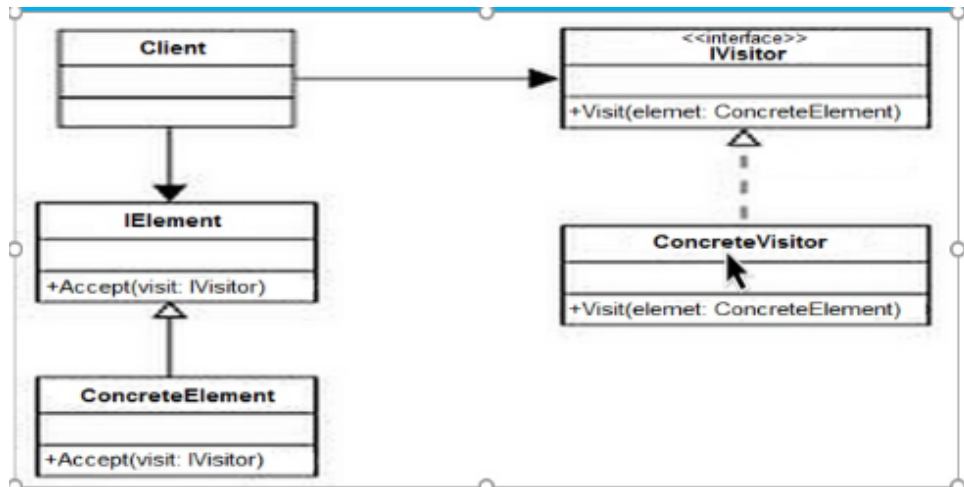 Client
<<interface>>
IVisitor
+Visit(elemet: ConcreteElement)
IElement
+Accept(visit: IVisitor)
ConcreteVisitor
+Visit(elemet: ConcreteElement)
ConcreteElement
+Accept(visit: IVisitor)